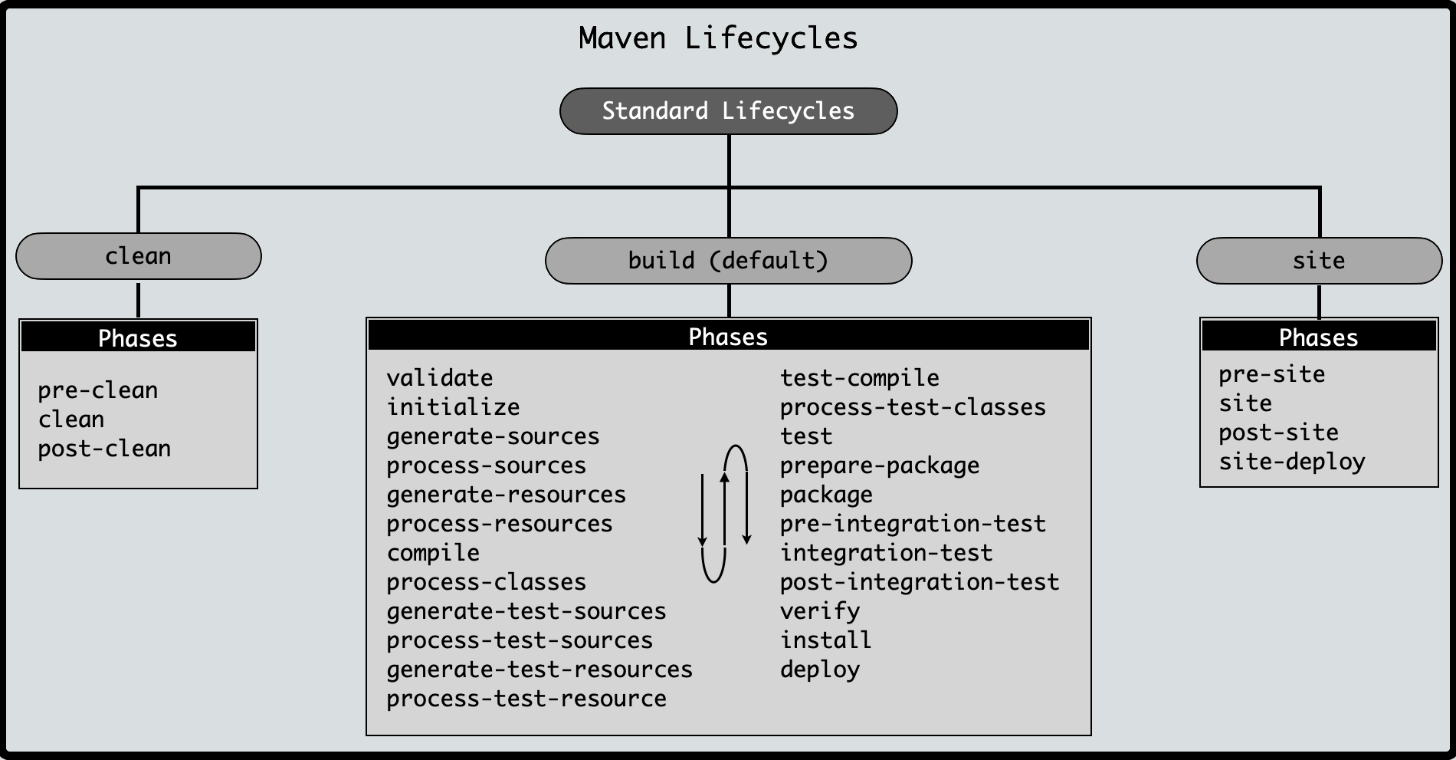 Maven Lifecycles
Standard Lifecycles
clean
Phases
pre-clean
clean
post-clean
build (default)
Phases
validate
initialize
generate-sources
process-sources
generate-resources
process-resources
compile
process-classes
generate-test-sources
process-test-sources
generate-test-resources
process-test-resource
test-compile
process-test-classes
test
prepare-package
package
pre-integration-test
integration-test
post-integration-test
verify
install
deploy
site
Phases
pre-site
site
post-site
site-deploy